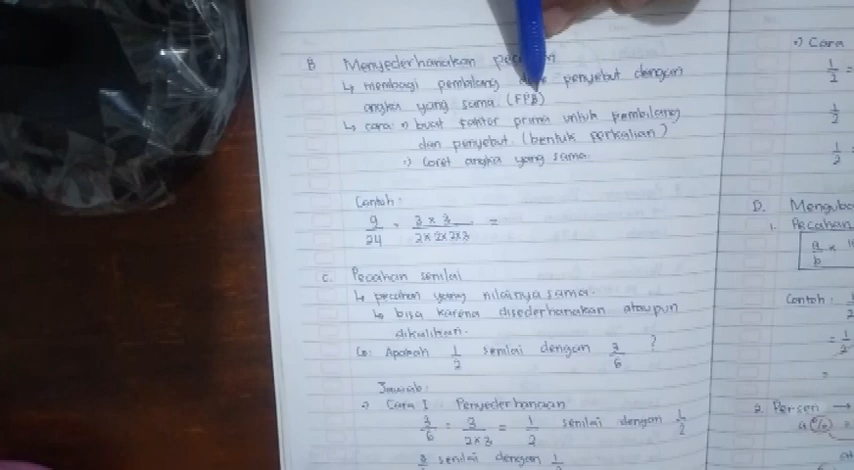 B Menyederhanakan
↳ membagi pembilang penyebut dengan
angka yang sama. (FPB)
↳ cara : buat faktor prima untuk pembilang
dan penyebut. (bentuk perkalian)
:) coret angka yang sama.
Contoh:
9/24 = 3 × 3 / 2 × 2 × 2 × 3 =
C. Pecahan senilai
↳ pecahan yang nilainya sama.
↳ bisa karena disederhanakan ataupun
dikalikan.
Co: Apakah 1/2 senilai dengan 3/6 ?
Jawab:
Cara I : Penyederhanaan
3/6 = 3 / 2 × 3 = 1/2 senilai dengan 1/2
senilai dengan
:) Cara
1/2 =
1/2
1/2
D.
1. Pecahan
a/b ×
Contoh:
= 1/2
=
2. Persen →